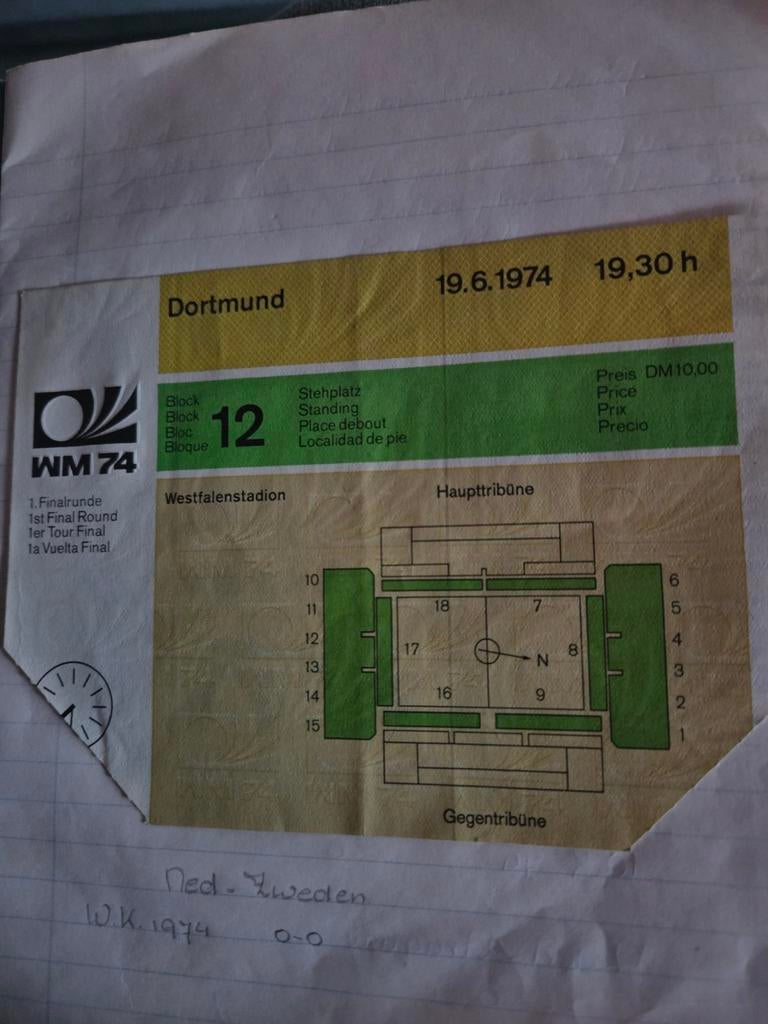 Dortmund 19.6.1974 19,30 h
Block
Block
Bloc
Bloque
12
Stehplatz
Standing
Place debout
Localidad de pie
Preis DM 10,00
Price
Prix
Precio
WM 74
1. Finalrunde
1st Final Round
1er Tour Final
1a Vuelta Final
Westfalenstadion
Haupttribüne
10 6
11 18 7 5
12 17 8 4
N
13 3
14 16 9 2
15 1
Gegentribüne
Ned - Zweden
W.K. 1974 0-0